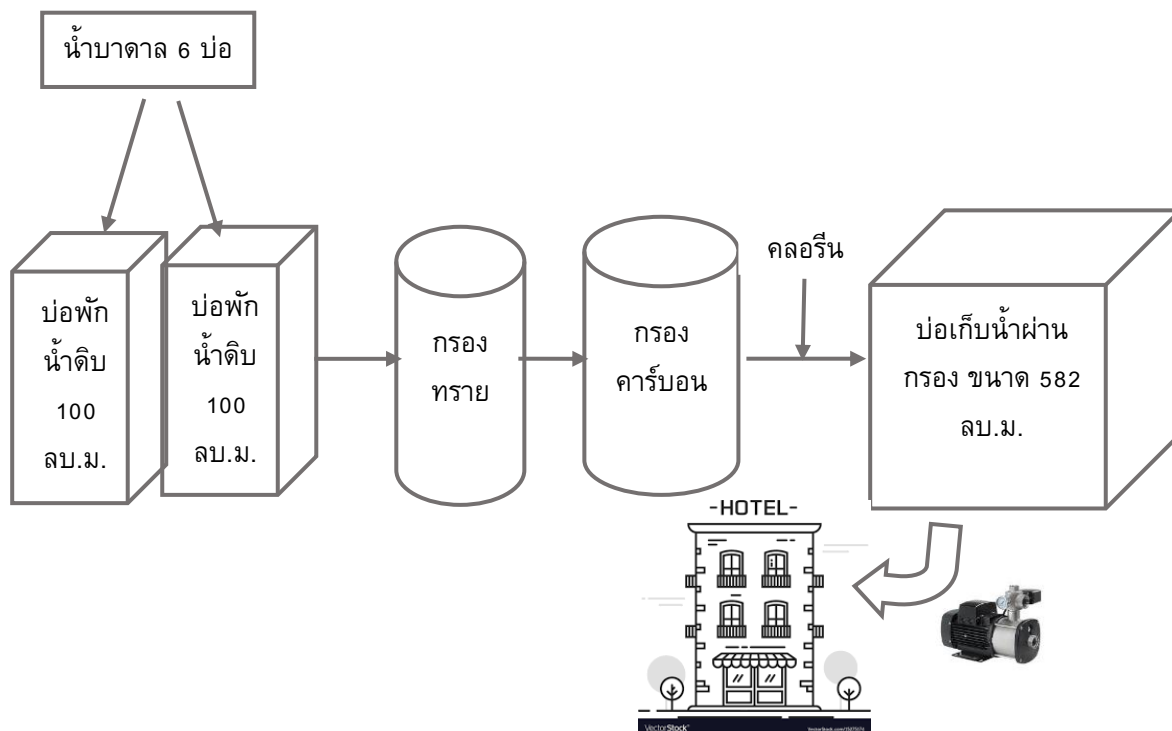 น้ำบาดาล 6 บ่อ
บ่อพัก
น้ำดิบ
100
ลบ.ม.
บ่อพัก
น้ำดิบ
100
ลบ.ม.
กรอง
ทราย
กรอง
คาร์บอน
คลอรีน
บ่อเก็บน้ำผ่าน
กรอง ขนาด 582
ลบ.ม.
-HOTEL-
VectorStock